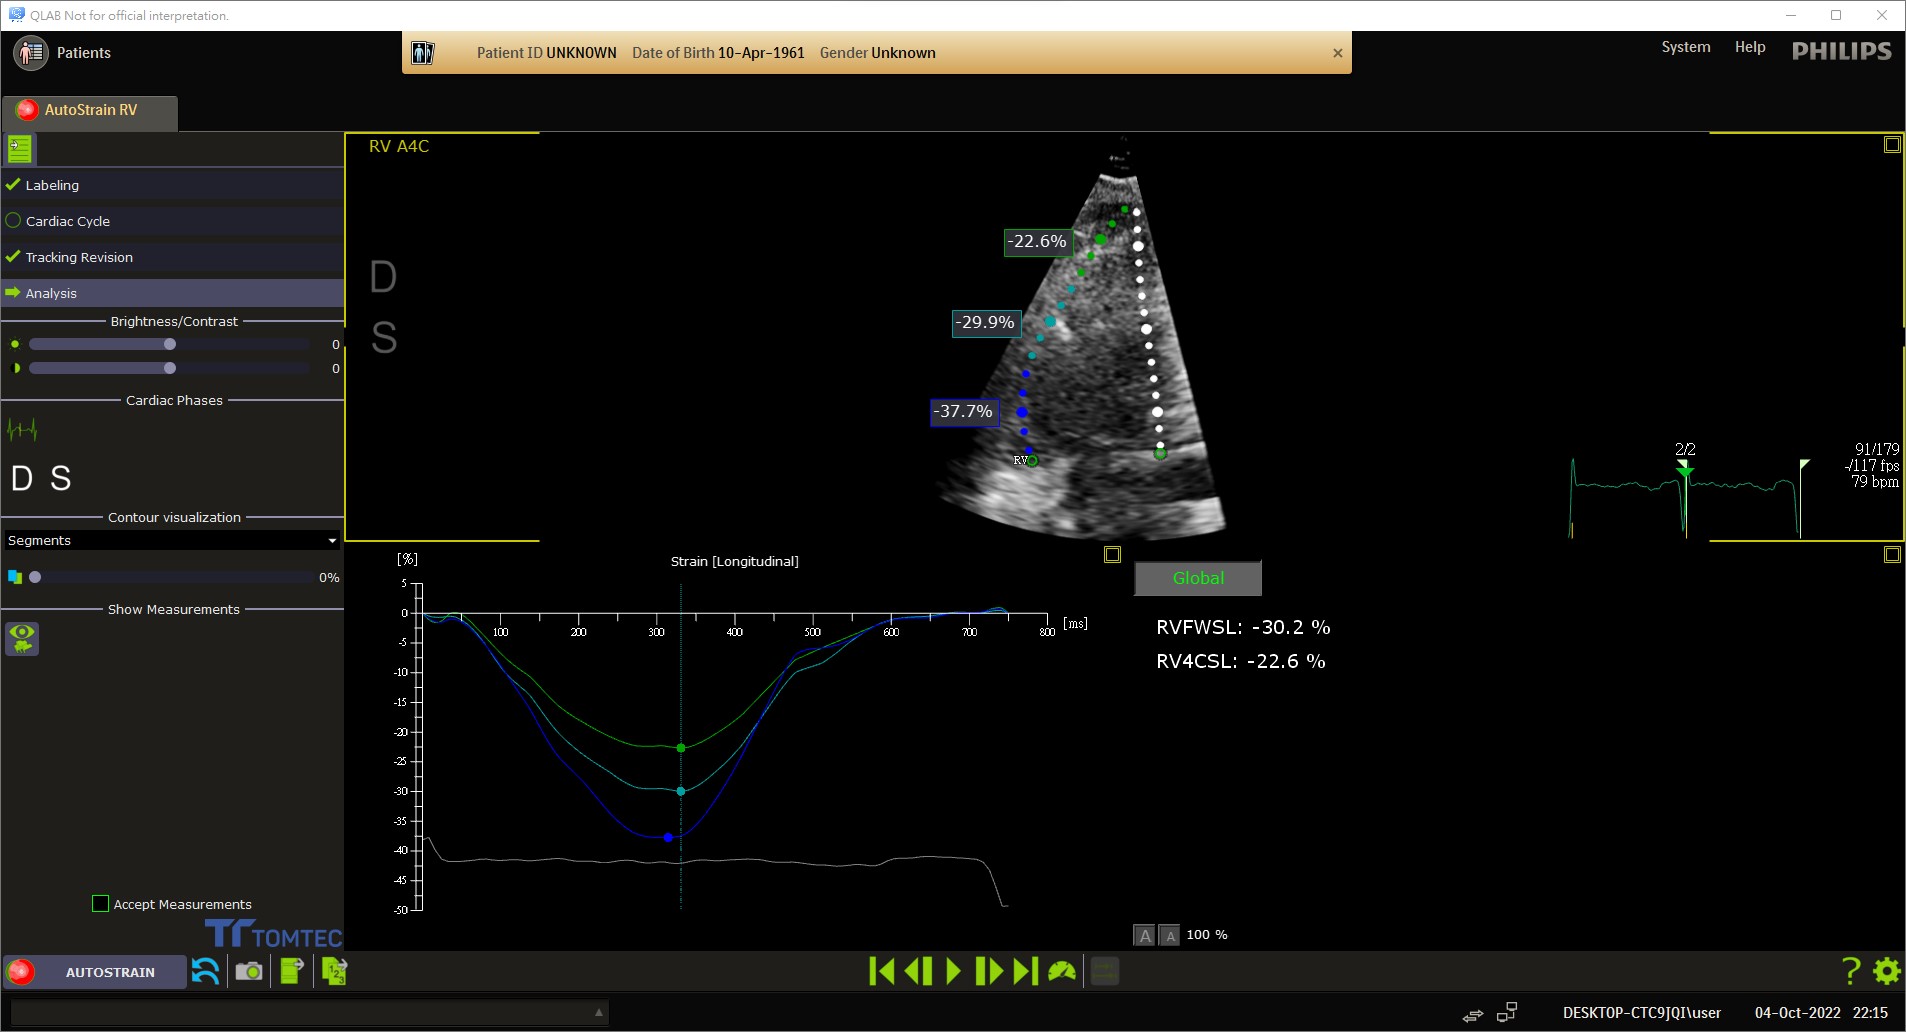 QLAB Not for official interpretation.
Patients
Patient ID UNKNOWN Date of Birth 10-Apr-1961 Gender Unknown
System Help PHILIPS
AutoStrain RV
Labeling
Cardiac Cycle
Tracking Revision
Analysis
Brightness/Contrast
0
0
Cardiac Phases
D S
Contour visualization
Segments
0%
Show Measurements
Accept Measurements
TOMTEC
RV A4C
D
S
-22.6%
-29.9%
-37.7%
RV
2/2
91/179
-/117 fps
79 bpm
[%]
Strain [Longitudinal]
5
0
-5
-10
-15
-20
-25
-30
-35
-40
-45
-50
100 200 300 400 500 600 700 800 [ms]
Global
RVFWSL: -30.2 %
RV4CSL: -22.6 %
A A 100 %
AUTOSTRAIN
1 2 3
?
DESKTOP-CTC9JQI\user 04-Oct-2022 22:15